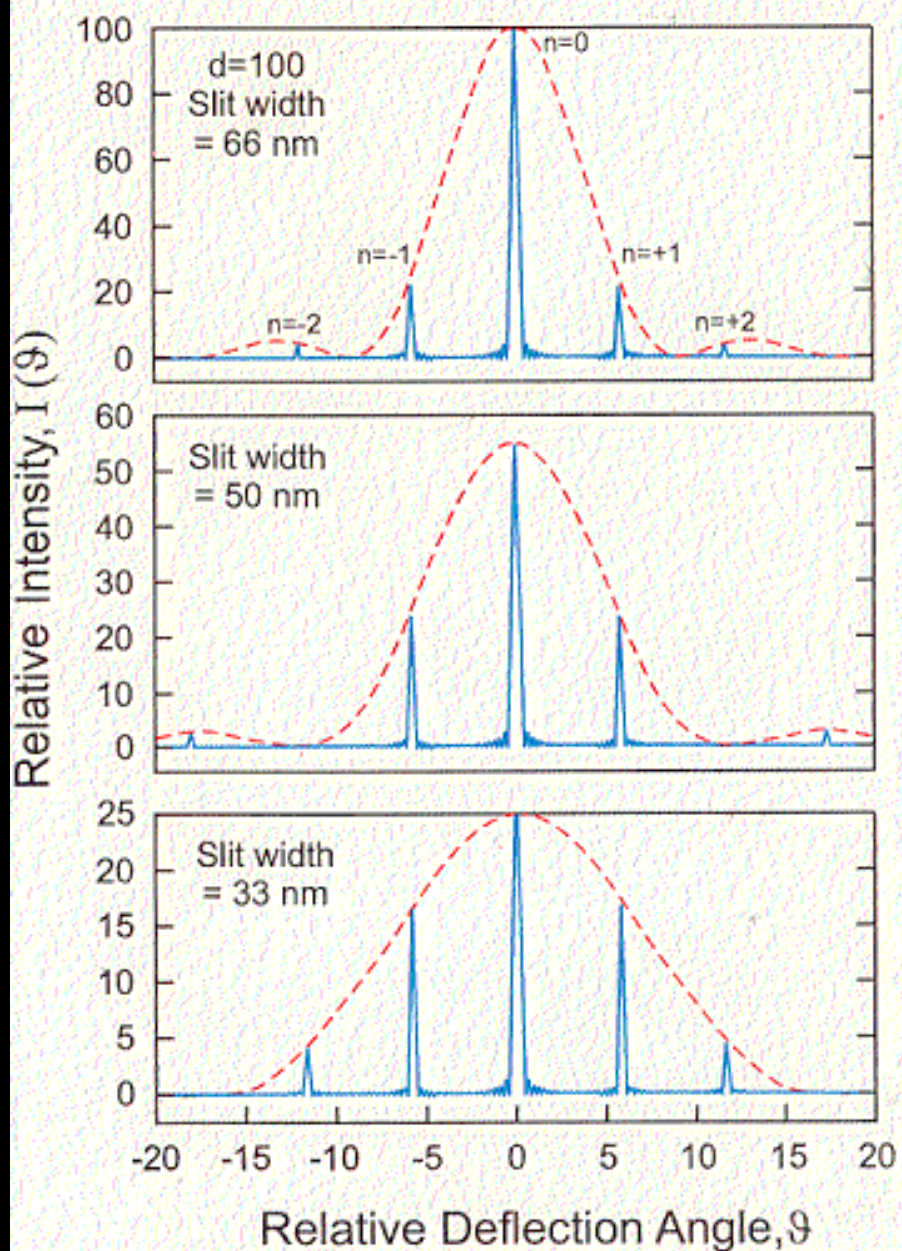 Relative Intensity, I (ϑ)
100
80
60
40
20
0
d=100
Slit width
= 66 nm
n=0
n=-1
n=+1
n=-2
n=+2
60
50
40
30
20
10
0
Slit width
= 50 nm
25
20
15
10
5
0
Slit width
= 33 nm
-20 -15 -10 -5 0 5 10 15 20
Relative Deflection Angle,ϑ